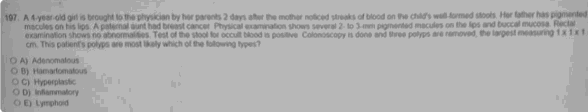 107. A 4-year-old girl is brought to the physician by her parents 2 days after the mother noticed streaks of blood on the child's well-formed stools. Her father has pigmented
macules on his lips. A paternal aunt had breast cancer. Physical examination shows several 2- to 3-mm pigmented macules on the lips and buccal mucosa. Rectal
examination shows no abnormalities. Test of the stool for occult blood is positive. Colonoscopy is done and three polyps are removed, the largest measuring 1 x 1 x 1
cm. This patient's polyps are most likely which of the following types?
A) Adenomatous
B) Hamartomatous
C) Hyperplastic
D) Inflammatory
E) Lymphoid